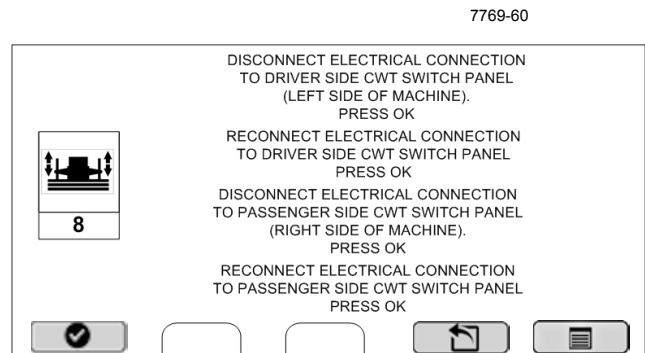 7769-60
DISCONNECT ELECTRICAL CONNECTION
TO DRIVER SIDE CWT SWITCH PANEL
(LEFT SIDE OF MACHINE).
PRESS OK
RECONNECT ELECTRICAL CONNECTION
TO DRIVER SIDE CWT SWITCH PANEL
PRESS OK
DISCONNECT ELECTRICAL CONNECTION
TO PASSENGER SIDE CWT SWITCH PANEL
(RIGHT SIDE OF MACHINE).
PRESS OK
RECONNECT ELECTRICAL CONNECTION
TO PASSENGER SIDE CWT SWITCH PANEL
PRESS OK
8